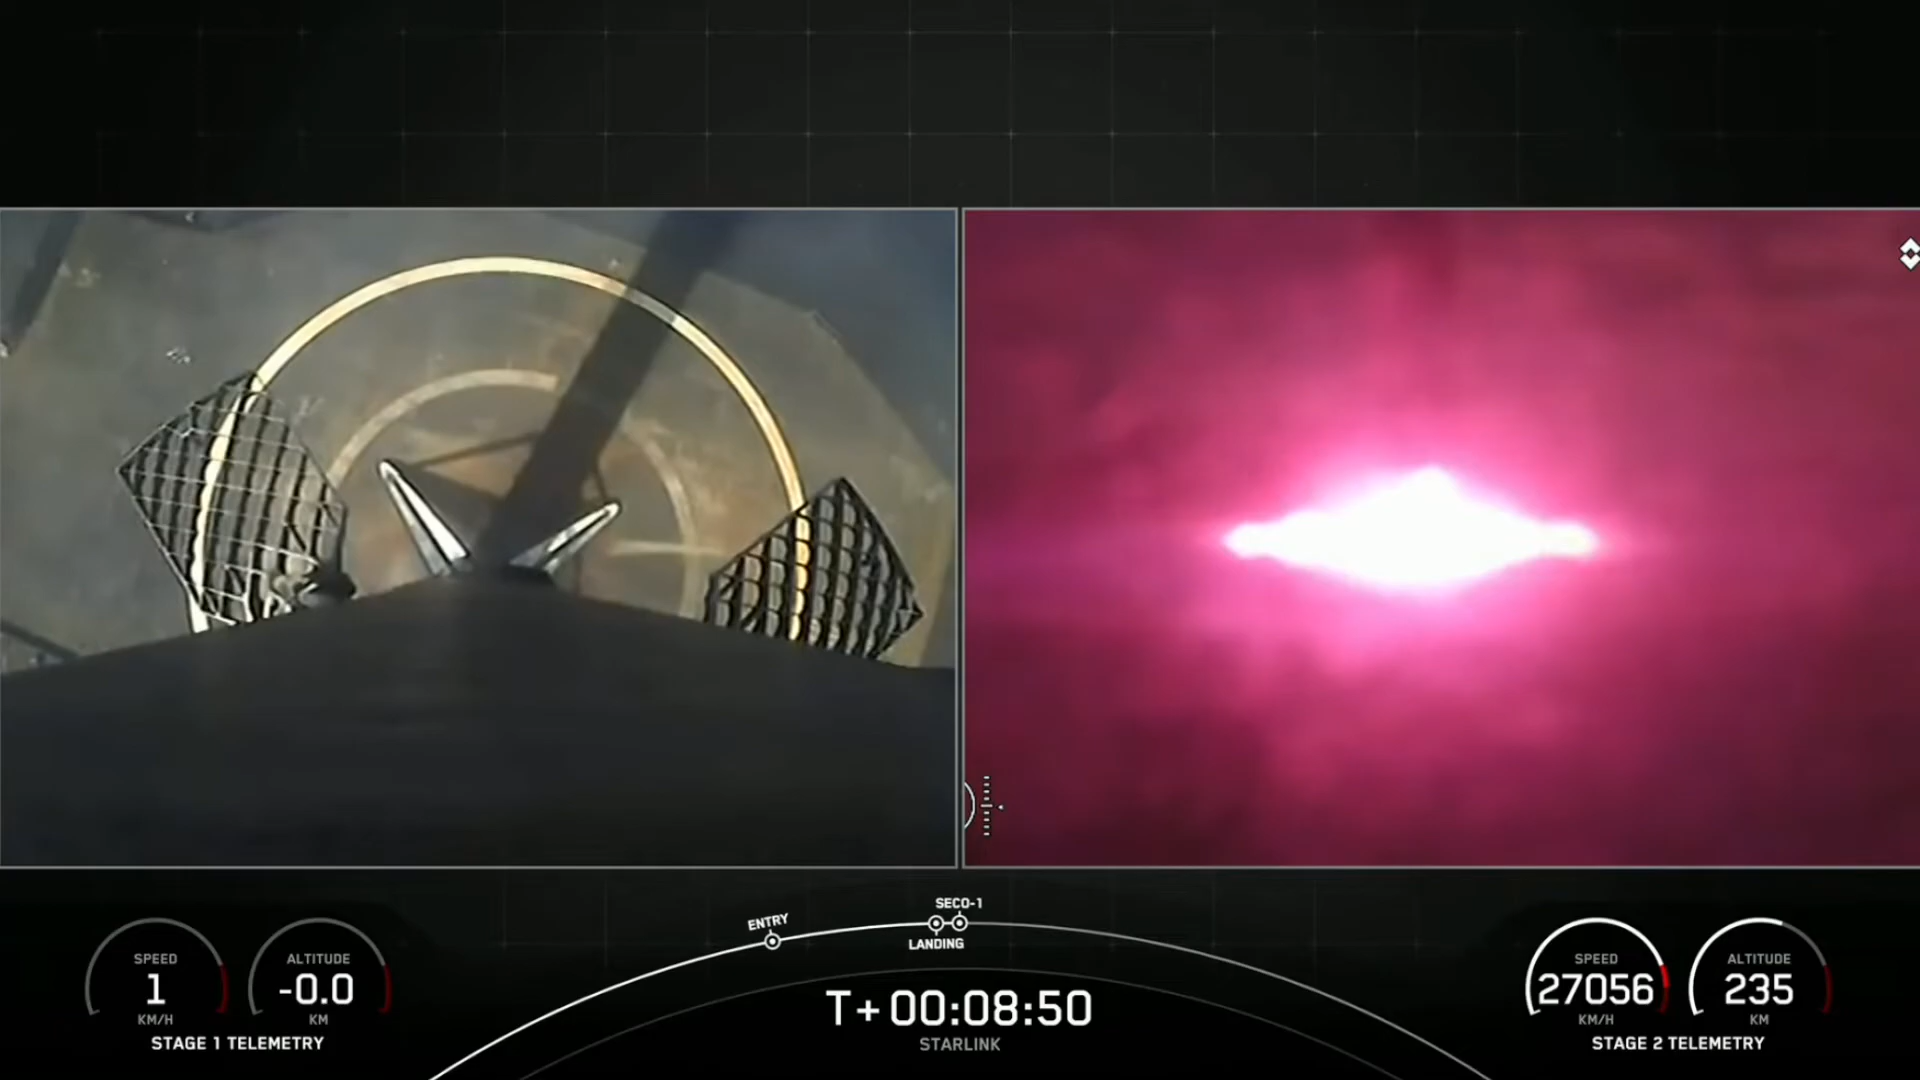 SECO-1
ENTRY
LANDING
SPEED
1
KM/H
ALTITUDE
-0.0
KM
STAGE 1 TELEMETRY
T+ 00:08:50
STARLINK
SPEED
27056
KM/H
ALTITUDE
235
KM
STAGE 2 TELEMETRY